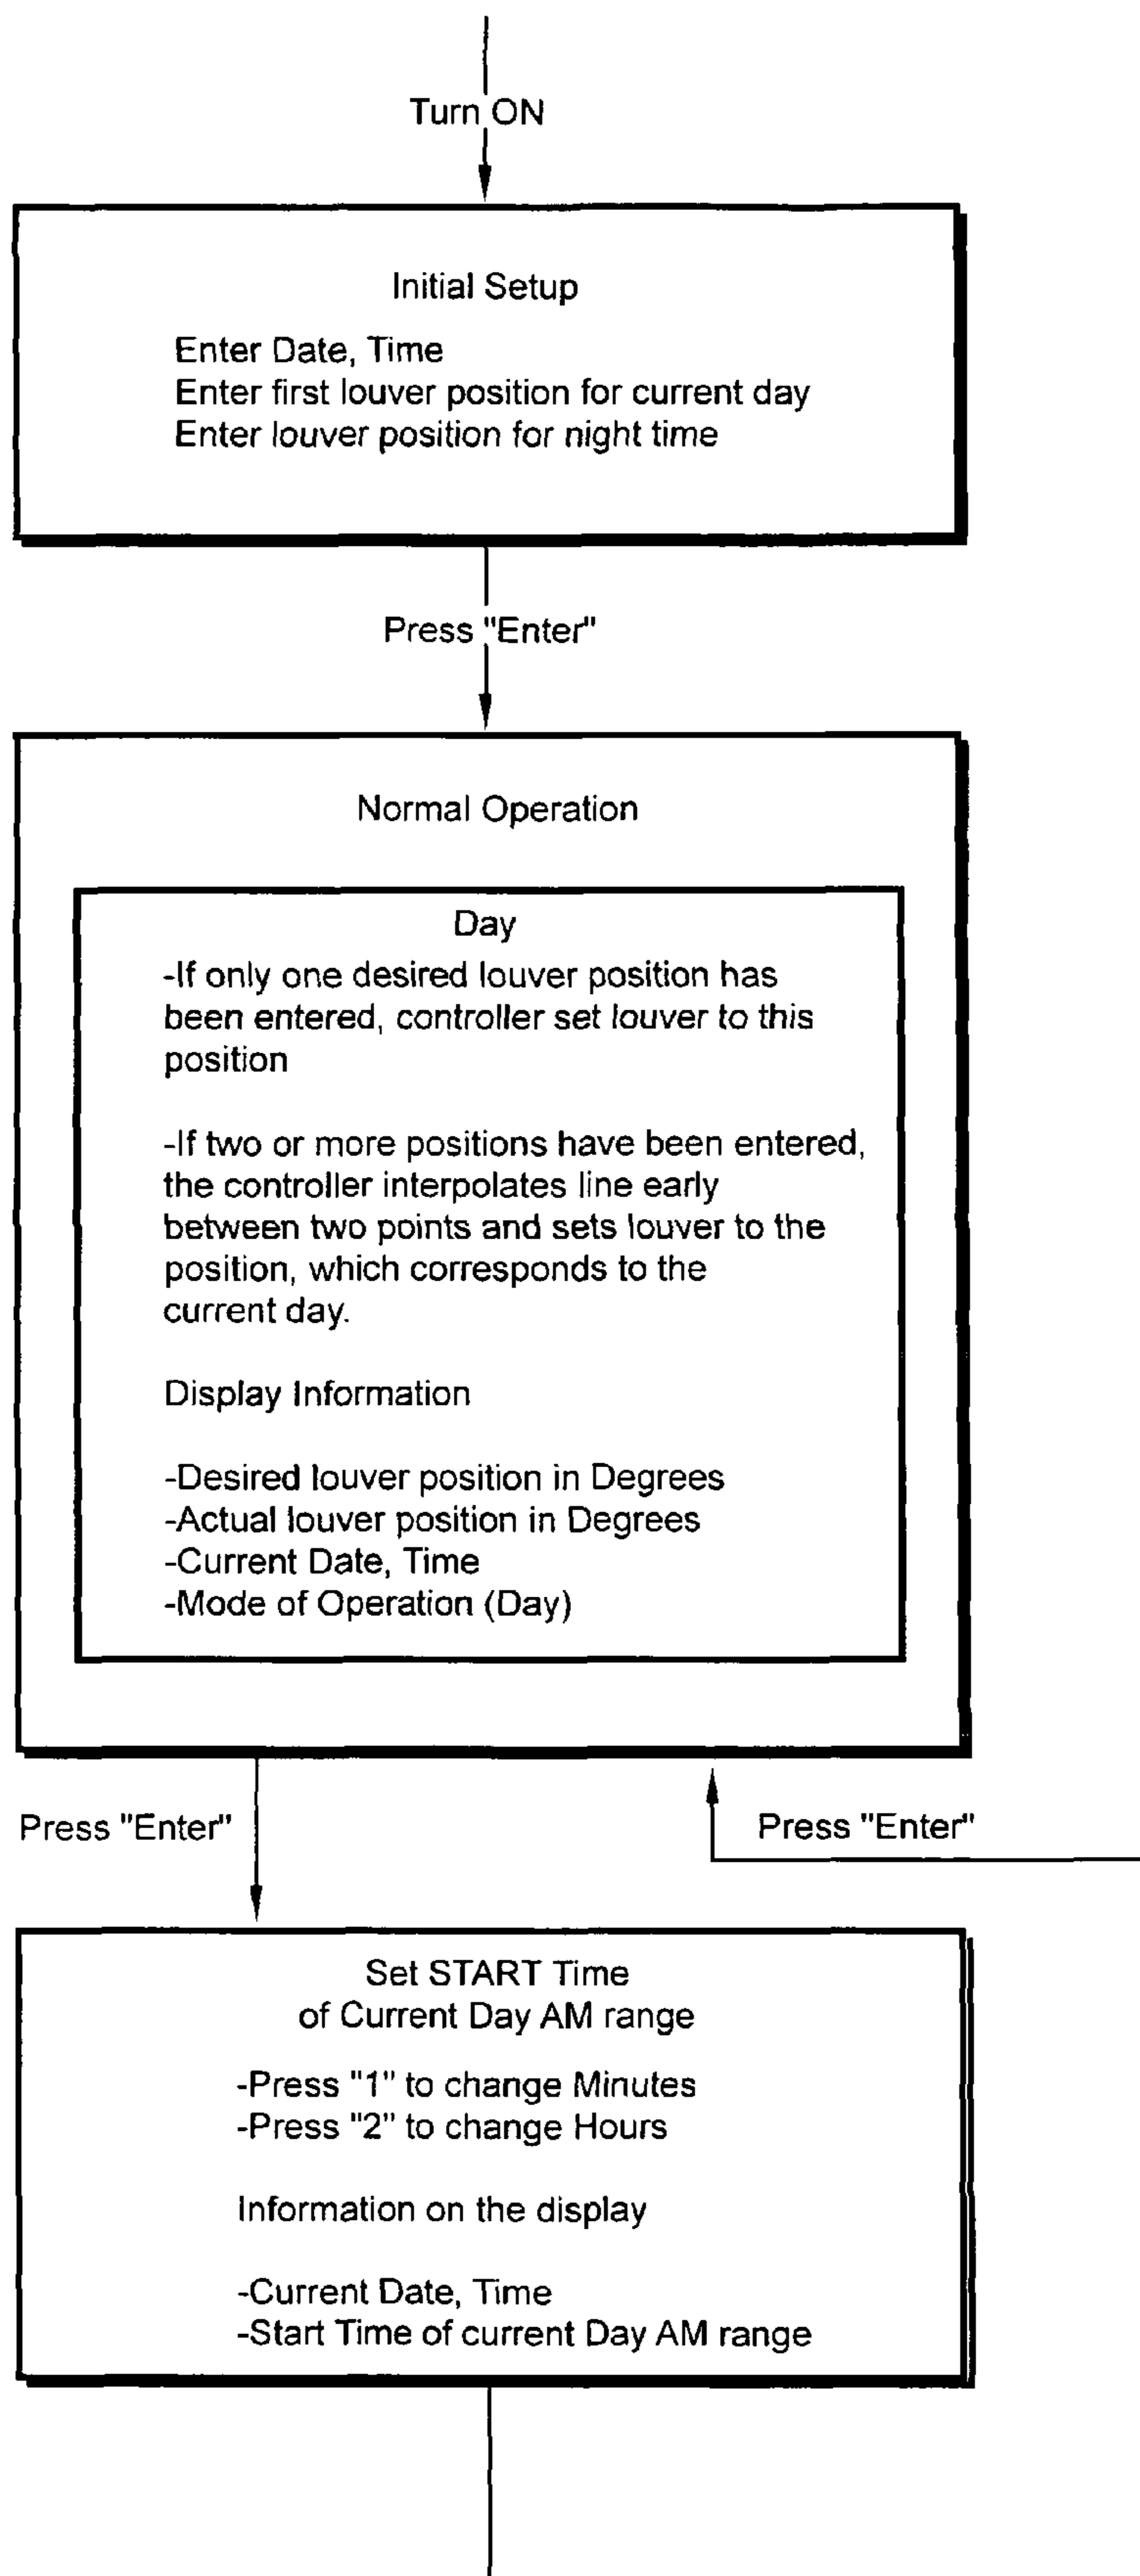 Turn ON
Initial Setup
Enter Date, Time
Enter first louver position for current day
Enter louver position for night time
Press "Enter"
Normal Operation
Day
-If only one desired louver position has
been entered, controller set louver to this
position
-If two or more positions have been entered,
the controller interpolates line early
between two points and sets louver to the
position, which corresponds to the
current day.
Display Information
-Desired louver position in Degrees
-Actual louver position in Degrees
-Current Date, Time
-Mode of Operation (Day)
Press "Enter"
Press "Enter"
Set START Time
of Current Day AM range
-Press "1" to change Minutes
-Press "2" to change Hours
Information on the display
-Current Date, Time
-Start Time of current Day AM range